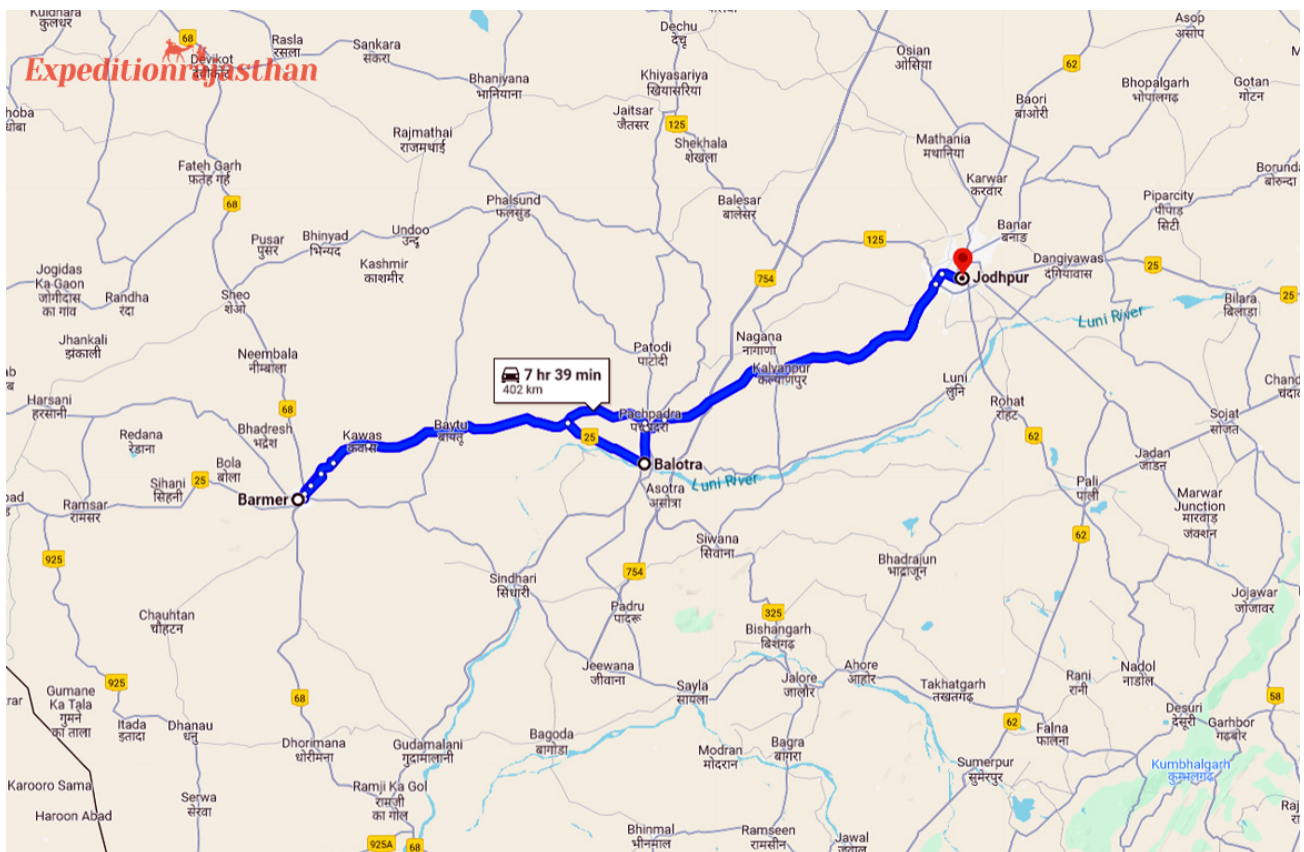 Kuldhara
कुलधर
68
Rasla
रसला
Sankara
सकरा
Devikot
Expeditionrajasthan
Bhaniyana
भानियाना
Dechu
देचू
Khiyasariya
खियासरिया
Jaitsar
जैतसर
125
Shekhala
शेखला
Osian
ओसिया
62
Asop
असोप
Bhopalgarh
भोपालगढ़
Gotan
गोटन
Baori
बाओरी
Mathania
मथानिया
Karwar
करवार
Borunda
बोरुन्दा
Piparcity
पीपाड़
सिटी
Banar
बनाड
Rajmathai
राजमथाई
Fateh Garh
फ़तेह गर्ह
68
Phalsund
फलसुंड
Balesar
बालेसर
125
Undoo
उन्दू
Bhinyad
भिन्यद
Pusar
पुसर
Kashmir
काशमीर
Jogidas
Ka Gaon
जोगीदास
का गांव
Randha
रंदा
Sheo
शेओ
754
Jodhpur
Dangiyawas
दंगियावास
25
Bilara
बिलाड़ा
25
Luni River
Jhankali
झंकाली
Neembala
नीम्बाला
Patodi
पाटोदी
Nagana
नागाणा
Kalyanpur
कल्याणपुर
7 hr 39 min
402 km
Luni
लुनि
Rohat
रोहट
62
Harsani
हरसानी
68
Bhadresh
भद्रेश
Kawas
कवास
Baytu
बायतू
25
Pachpadra
Balotra
Sojat
सोजत
Redana
रेडाना
Bola
बोला
Sihani
सिहनी
25
Barmer
Ramsar
रामसर
Asotra
असोत्रा
Luni River
Jadan
जाडन
Pali
पाली
Marwar
Junction
मारवाड़
जंक्शन
62
Siwana
सिवाना
925
754
Sindhari
सिंधारी
Bhadrajun
भाद्राजून
Chauhtan
चौहटन
Padru
पादरू
325
Bishangarh
बिशंगढ़
Jojawar
जोजावर
Jeewana
जीवाना
Sayla
सायला
Jalore
जालौर
Ahore
आहोर
Takhatgarh
तखतगढ़
Rani
रानी
Nadol
नाडोल
925
Gumane
Ka Tala
गुमने
का ताला
Itada
इतादा
Dhanau
धनु
68
58
Desuri
देसूरी
Garhbor
गढ़बोर
62
Falna
फालना
Dhorimana
धोरीमना
Gudamalani
गुदामालानी
Bagoda
बागोडा
Modran
मोदरान
Bagra
बागरा
Sumerpur
सुमेरपुर
Kumbhalgarh
कुम्भलगढ़
Karooro Sama
Haroon Abad
Serwa
सेरवा
Ramji Ka Gol
रामजी
का गोल
925A
68
Bhinmal
भीनमाल
Ramseen
रामसीन
Jawal
जवाल